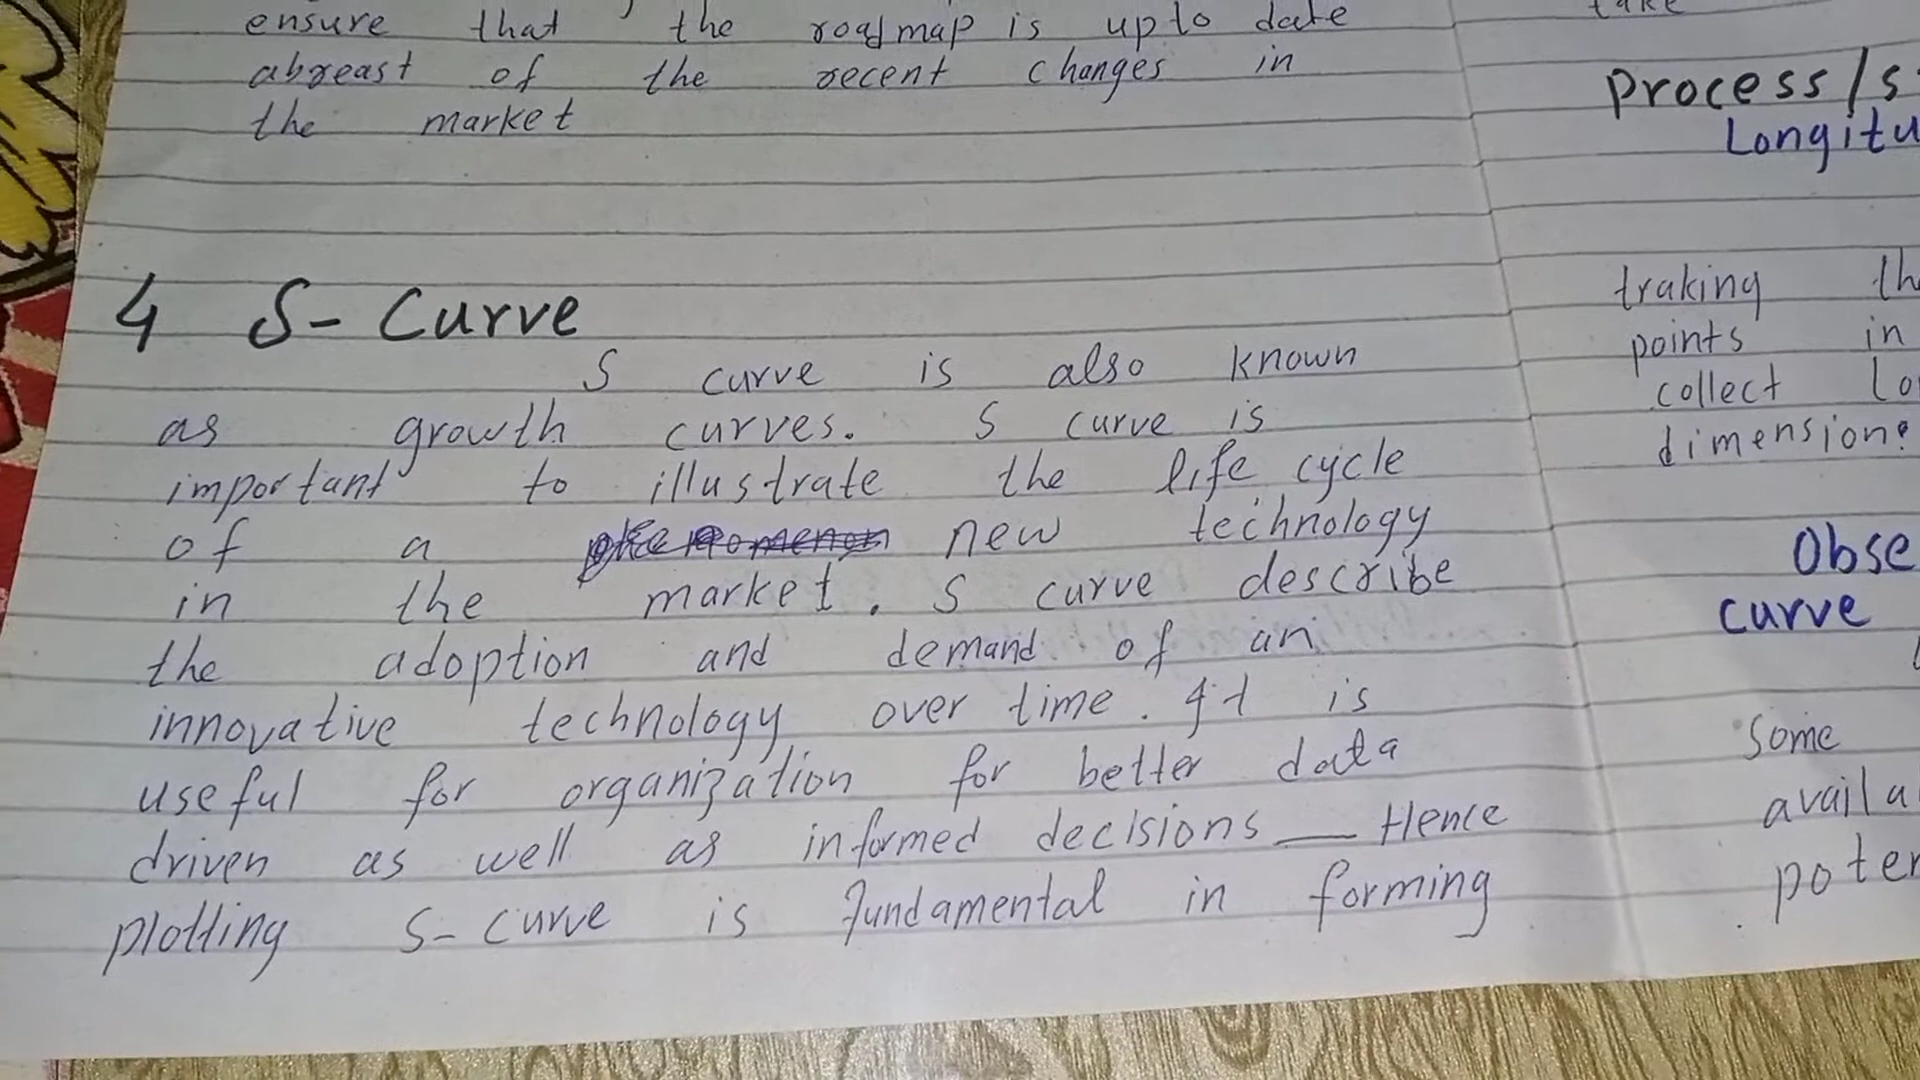 ensure that the roadmap is upto date
abreast of the recent changes in
the market
4 S- Curve
S curve is also known
as growth curves. S curve is
important to illustrate the life cycle
of a new technology
in the market. S curve describe
the adoption and demand of an
innovative technology over time. It is
useful for organization for better data
driven as well as informed decisions __ Hence
plotting S- curve is fundamental in forming
take
Process/s
Longitu
traking th
points in
collect lo
dimension
Obse
curve
some
availa
poten